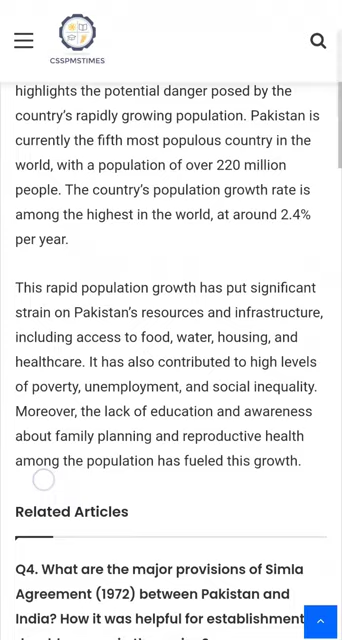 CSSPMSTIMES
highlights the potential danger posed by the
country's rapidly growing population. Pakistan is
currently the fifth most populous country in the
world, with a population of over 220 million
people. The country's population growth rate is
among the highest in the world, at around 2.4%
per year.
This rapid population growth has put significant
strain on Pakistan's resources and infrastructure,
including access to food, water, housing, and
healthcare. It has also contributed to high levels
of poverty, unemployment, and social inequality.
Moreover, the lack of education and awareness
about family planning and reproductive health
among the population has fueled this growth.
Related Articles
Q4. What are the major provisions of Simla
Agreement (1972) between Pakistan and
India? How it was helpful for establishment